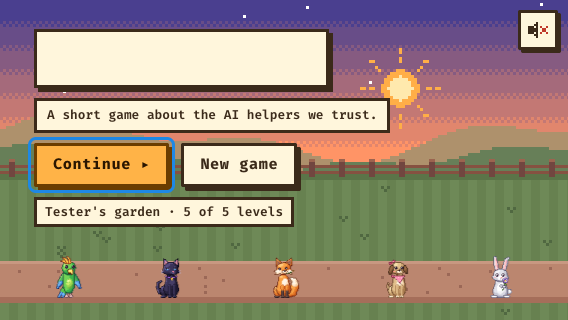 A short game about the AI helpers we trust.
Continue ▸
New game
Tester's garden · 5 of 5 levels